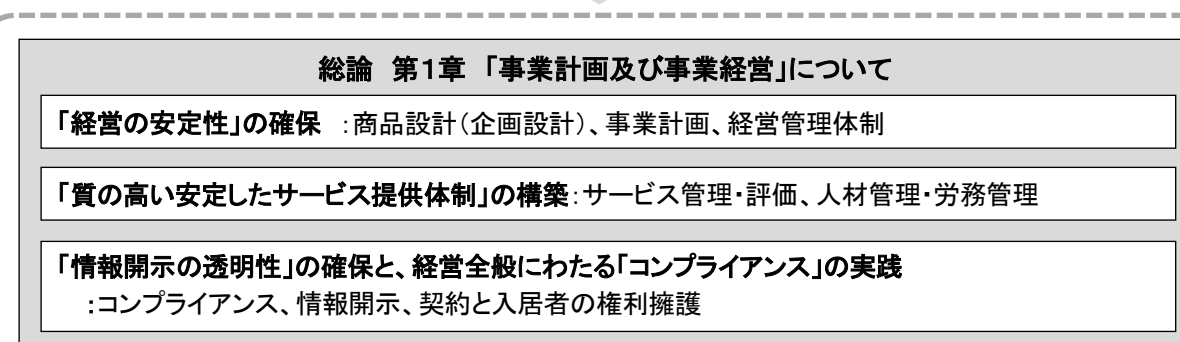 総論　第1章　「事業計画及び事業経営」について
「経営の安定性」の確保　:商品設計(企画設計)、事業計画、経営管理体制
「質の高い安定したサービス提供体制」の構築:サービス管理・評価、人材管理・労務管理
「情報開示の透明性」の確保と、経営全般にわたる「コンプライアンス」の実践
:コンプライアンス、情報開示、契約と入居者の権利擁護